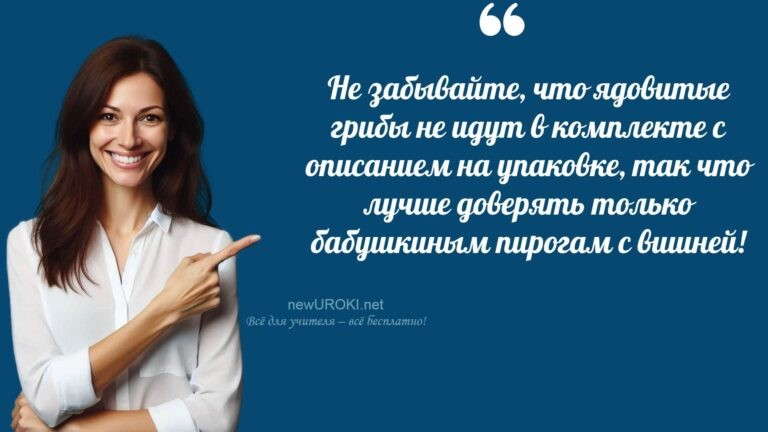 ❝
Не забывайте, что ядовитые
грибы не идут в комплекте с
описанием на упаковке, так что
лучше доверять только
бабушкиным пирогам с вишней!
newUROKI.net
Всё для учителя – всё бесплатно!